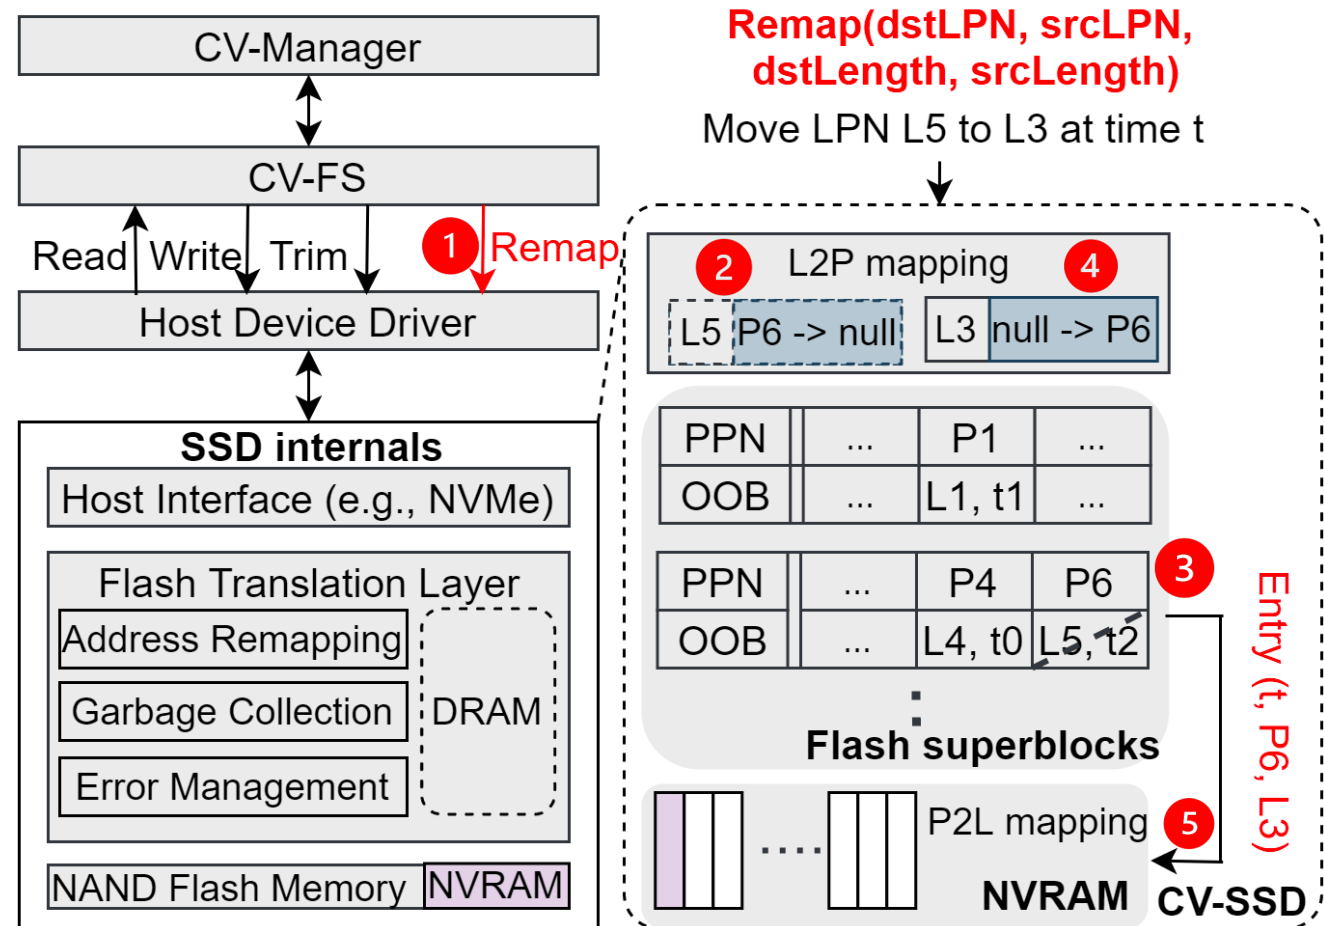 CV-Manager
CV-FS
Read Write Trim 1 Remap
Host Device Driver
SSD internals
Host Interface (e.g., NVMe)
Flash Translation Layer
Address Remapping
Garbage Collection
Error Management
DRAM
NAND Flash Memory NVRAM
Remap(dstLPN, srcLPN,
dstLength, srcLength)
Move LPN L5 to L3 at time t
2 L2P mapping 4
L5 P6 -> null L3 null -> P6
PPN ... P1 ...
OOB ... L1, t1 ...
PPN ... P4 P6 3
OOB ... L4, t0 L5, t2
Flash superblocks
Entry (t, P6, L3)
P2L mapping 5
NVRAM
CV-SSD